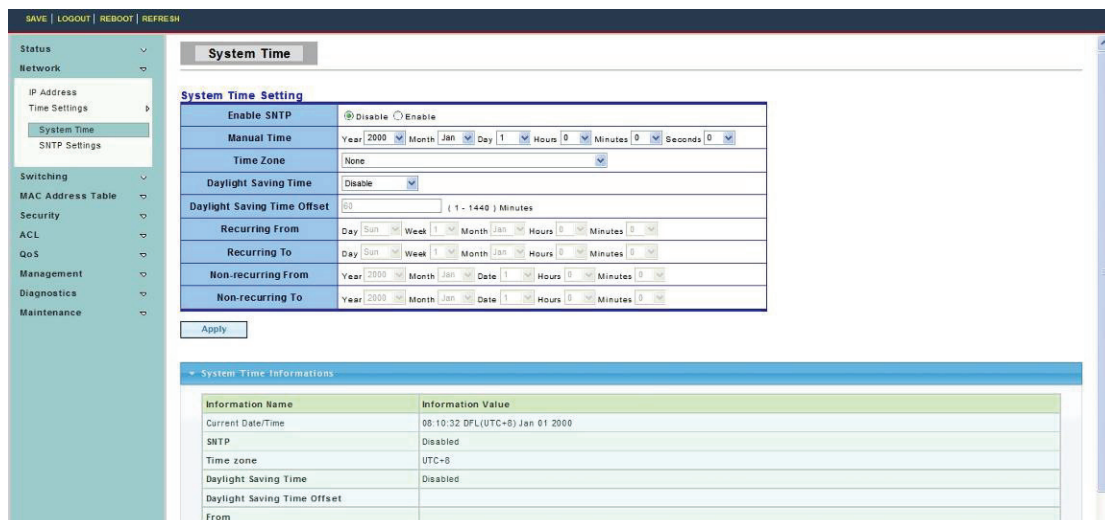 SAVE | LOGOUT | REBOOT | REFRESH
Status
Network
IP Address
Time Settings
System Time
SNTP Settings
Switching
MAC Address Table
Security
ACL
QoS
Management
Diagnostics
Maintenance
System Time
System Time Setting
Enable SNTP Disable Enable
Manual Time Year 2000 Month Jan Day 1 Hours 0 Minutes 0 Seconds 0
Time Zone None
Daylight Saving Time Disable
Daylight Saving Time Offset 60 ( 1 - 1440 ) Minutes
Recurring From Day Sun Week 1 Month Jan Hours 0 Minutes 0
Recurring To Day Sun Week 1 Month Jan Hours 0 Minutes 0
Non-recurring From Year 2000 Month Jan Date 1 Hours 0 Minutes 0
Non-recurring To Year 2000 Month Jan Date 1 Hours 0 Minutes 0
Apply
System Time Informations
Information Name Information Value
Current Date/Time 08:10:32 DFL(UTC+8) Jan 01 2000
SNTP Disabled
Time zone UTC+8
Daylight Saving Time Disabled
Daylight Saving Time Offset
From